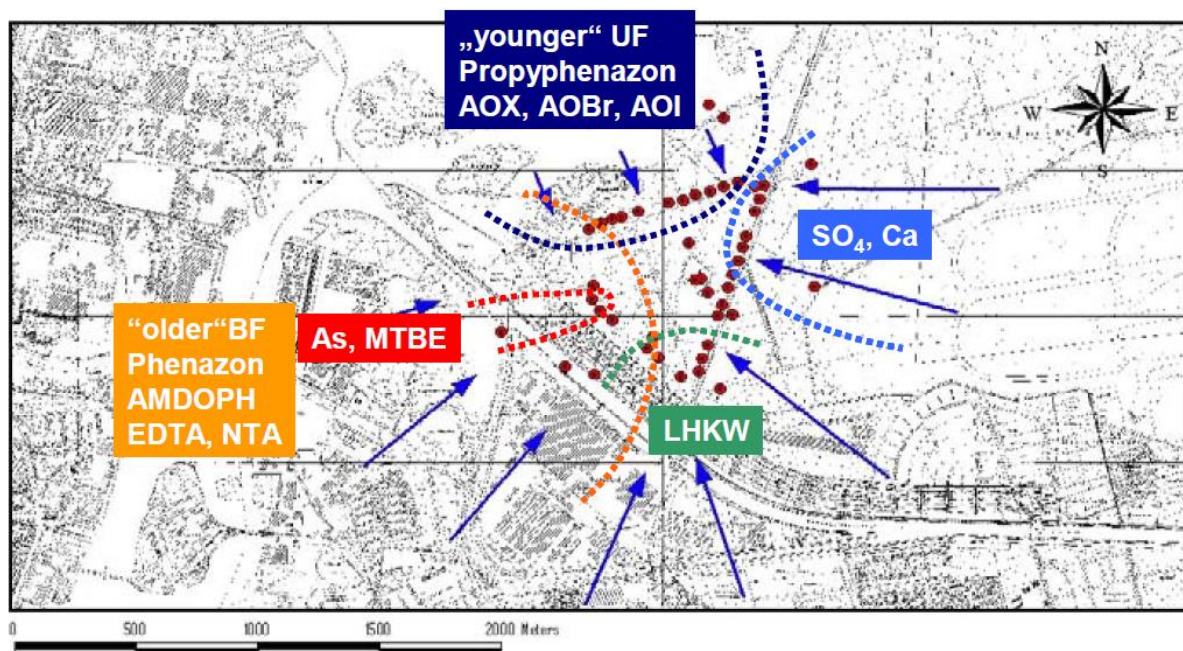 „younger“ UF
Propyphenazon
AOX, AOBr, AOI
N
W
E
S
SO₄, Ca
“older“BF
Phenazon
AMDOPH
EDTA, NTA
As, MTBE
LHKW
0 500 1000 1500 2000 Meters